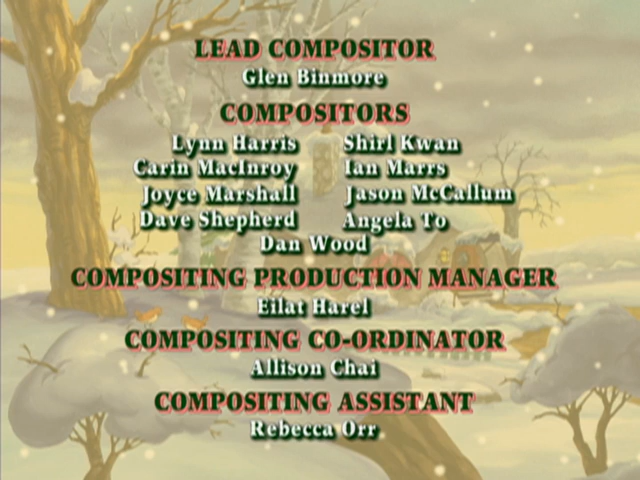 LEAD COMPOSITOR
Glen Binmore
COMPOSITORS
Lynn Harris Shirl Kwan
Carin MacInroy Ian Marrs
Joyce Marshall Jason McCallum
Dave Shepherd Angela To
Dan Wood
COMPOSITING PRODUCTION MANAGER
Eilat Harel
COMPOSITING CO-ORDINATOR
Allison Chai
COMPOSITING ASSISTANT
Rebecca Orr